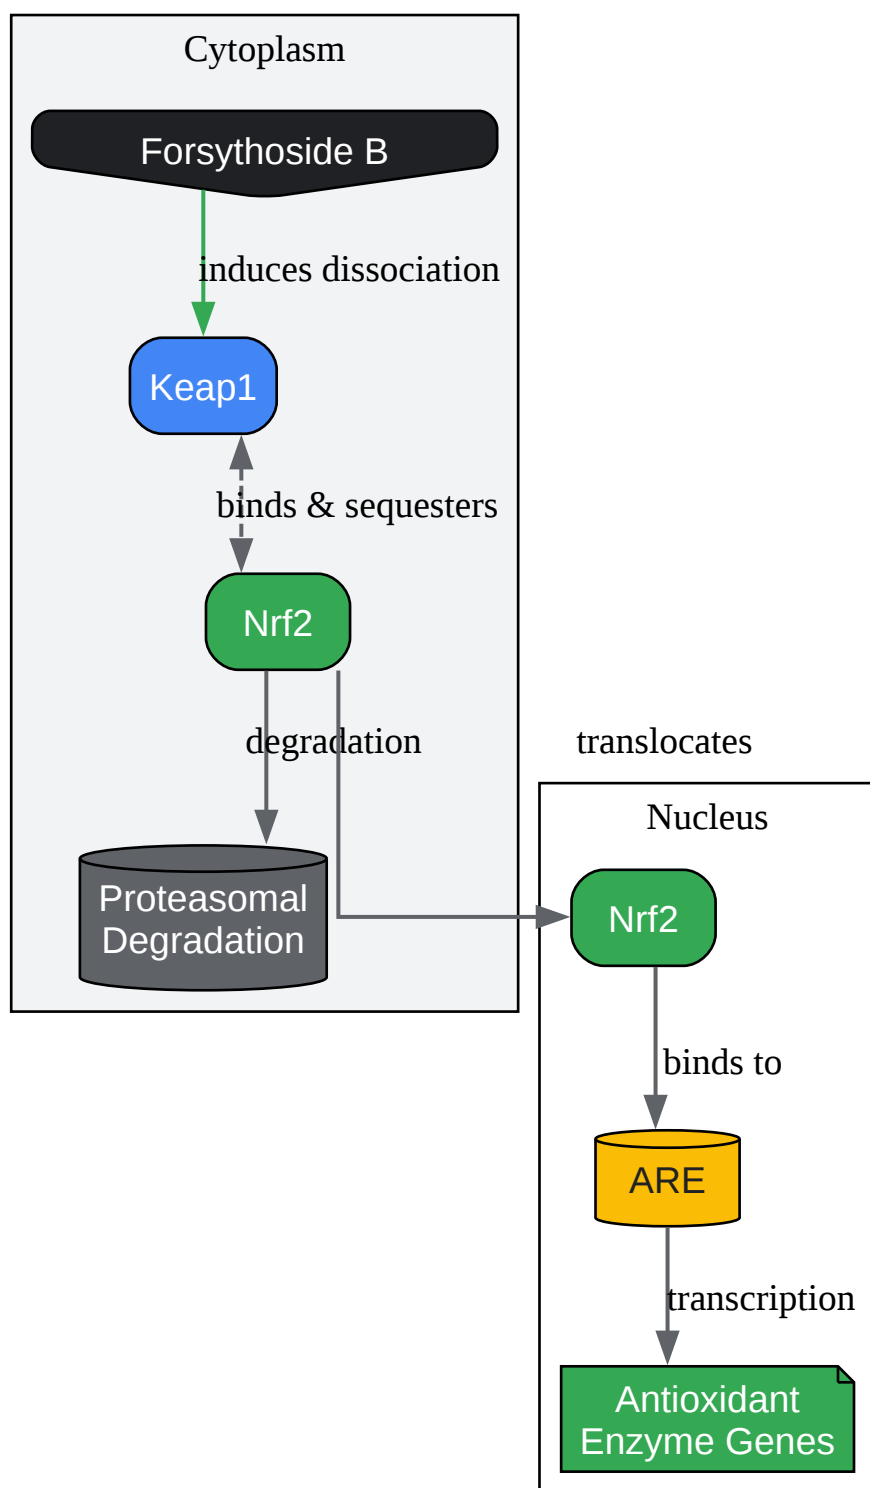 Cytoplasm
Forsythoside B
induces dissociation
Keap1
binds & sequesters
Nrf2
degradation
translocates
Proteasomal
Degradation
Nucleus
Nrf2
binds to
ARE
transcription
Antioxidant
Enzyme Genes